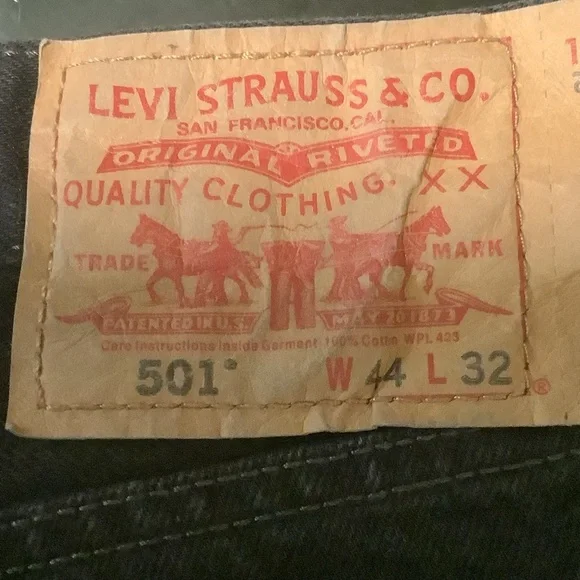 LEVI STRAUSS & CO.
SAN FRANCISCO, CAL.
ORIGINAL RIVETED
QUALITY CLOTHING. XX
TRADE MARK
PATENTED IN U.S. MAY 20 1873
Care Instructions Inside Garment 100% Cotton WPL 423
501° W 44 L 32 ®
1